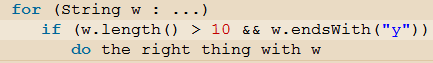 for (String w : ...)
if (w.length() > 10 && w.endsWith("y"))
do the right thing with w